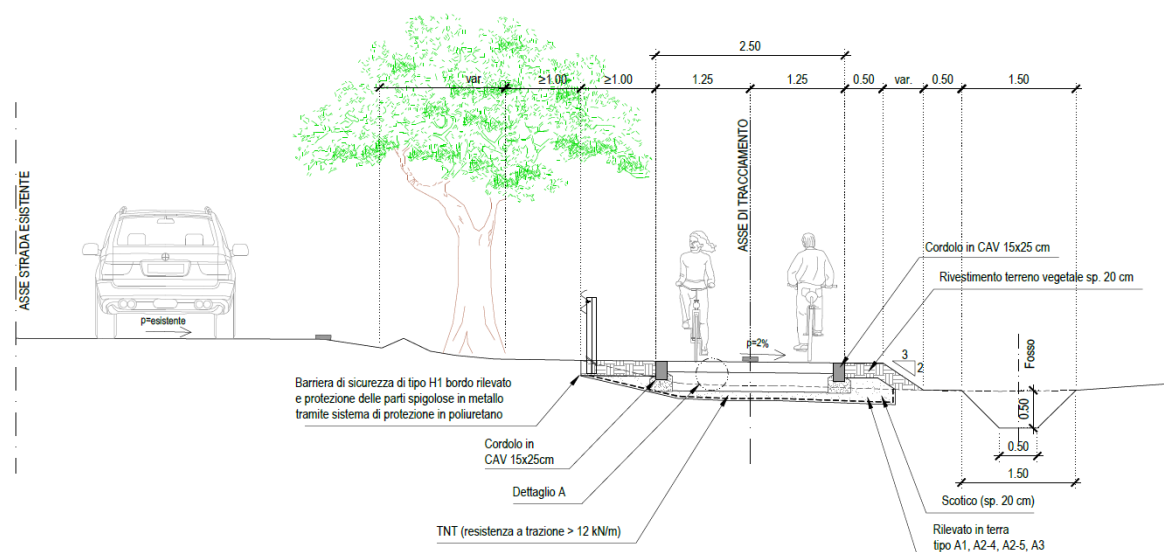 2.50
var.
≥1.00
≥1.00
1.25
1.25
0.50
var.
0.50
1.50
ASSE STRADA ESISTENTE
ASSE DI TRACCIAMENTO
p=esistente
p=2%
Cordolo in CAV 15x25 cm
Rivestimento terreno vegetale sp. 20 cm
3
2
Fosso
0.50
0.50
1.50
Barriera di sicurezza di tipo H1 bordo rilevato
e protezione delle parti spigolose in metallo
tramite sistema di protezione in poliuretano
Cordolo in
CAV 15x25cm
Dettaglio A
TNT (resistenza a trazione > 12 kN/m)
Scotico (sp. 20 cm)
Rilevato in terra
tipo A1, A2-4, A2-5, A3